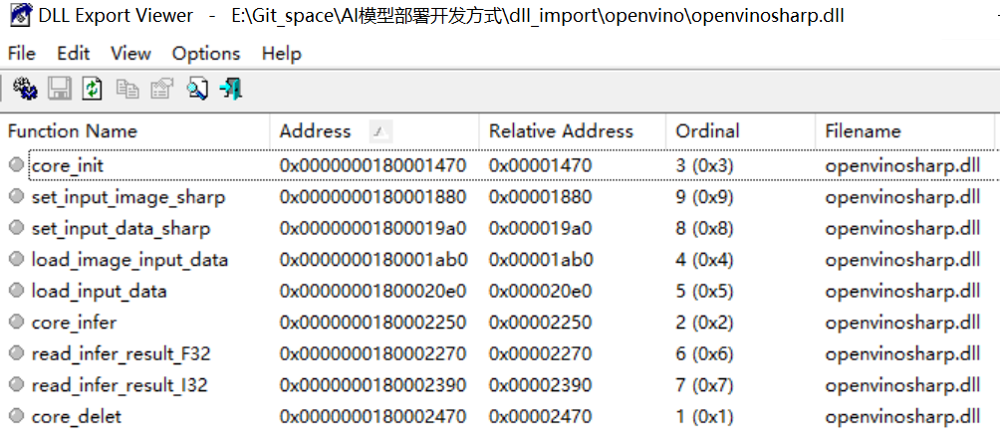 DLL Export Viewer - E:\Git_space\AI模型部署开发方式\dll_import\openvino\openvinosharp.dll
File Edit View Options Help
Function Name Address Relative Address Ordinal Filename
core_init 0x0000000180001470 0x00001470 3 (0x3) openvinosharp.dll
set_input_image_sharp 0x0000000180001880 0x00001880 9 (0x9) openvinosharp.dll
set_input_data_sharp 0x00000001800019a0 0x000019a0 8 (0x8) openvinosharp.dll
load_image_input_data 0x0000000180001ab0 0x00001ab0 4 (0x4) openvinosharp.dll
load_input_data 0x00000001800020e0 0x000020e0 5 (0x5) openvinosharp.dll
core_infer 0x0000000180002250 0x00002250 2 (0x2) openvinosharp.dll
read_infer_result_F32 0x0000000180002270 0x00002270 6 (0x6) openvinosharp.dll
read_infer_result_I32 0x0000000180002390 0x00002390 7 (0x7) openvinosharp.dll
core_delet 0x0000000180002470 0x00002470 1 (0x1) openvinosharp.dll